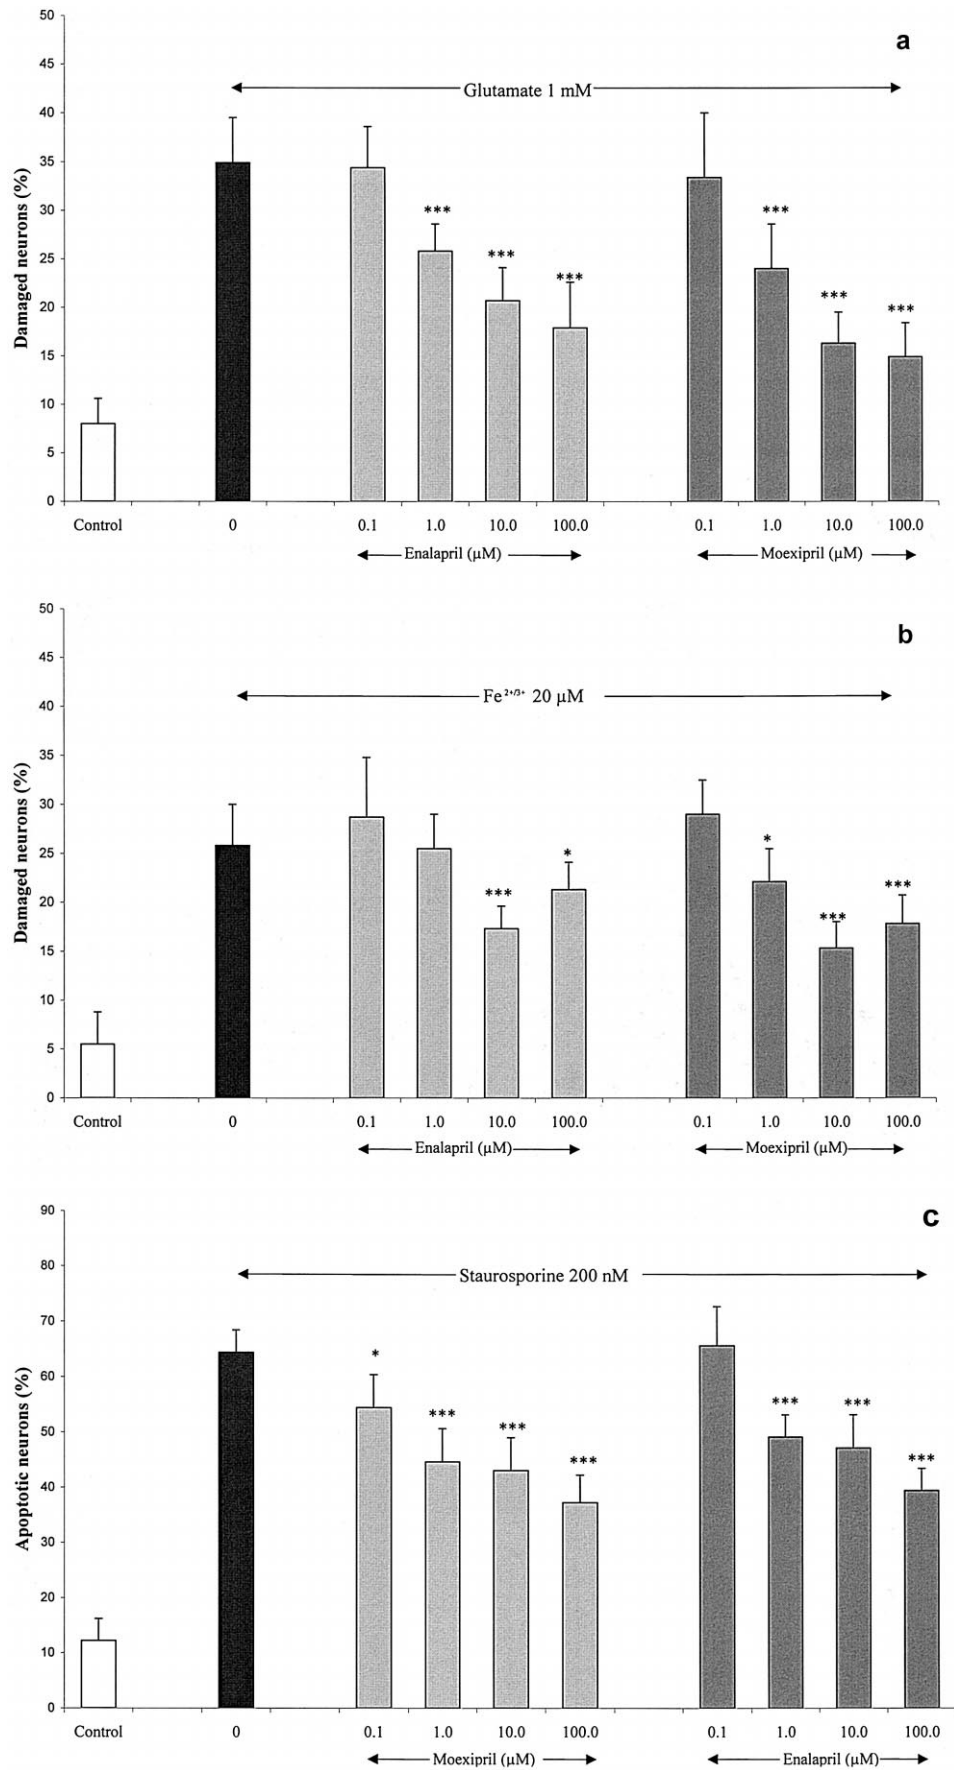 a
50
45
40
35
30
25
20
15
10
5
0
Damaged neurons (%)
Glutamate 1 mM
*** *** *** *** *** ***
Control 0 0.1 1.0 10.0 100.0 0.1 1.0 10.0 100.0
Enalapril (µM) Moexipril (µM)
b
50
45
40
35
30
25
20
15
10
5
0
Damaged neurons (%)
Fe 2+/3+ 20 µM
*** * * *** ***
Control 0 0.1 1.0 10.0 100.0 0.1 1.0 10.0 100.0
Enalapril (µM) Moexipril (µM)
c
90
80
70
60
50
40
30
20
10
0
Apoptotic neurons (%)
Staurosporine 200 nM
* *** *** *** *** *** ***
Control 0 0.1 1.0 10.0 100.0 0.1 1.0 10.0 100.0
Moexipril (µM) Enalapril (µM)